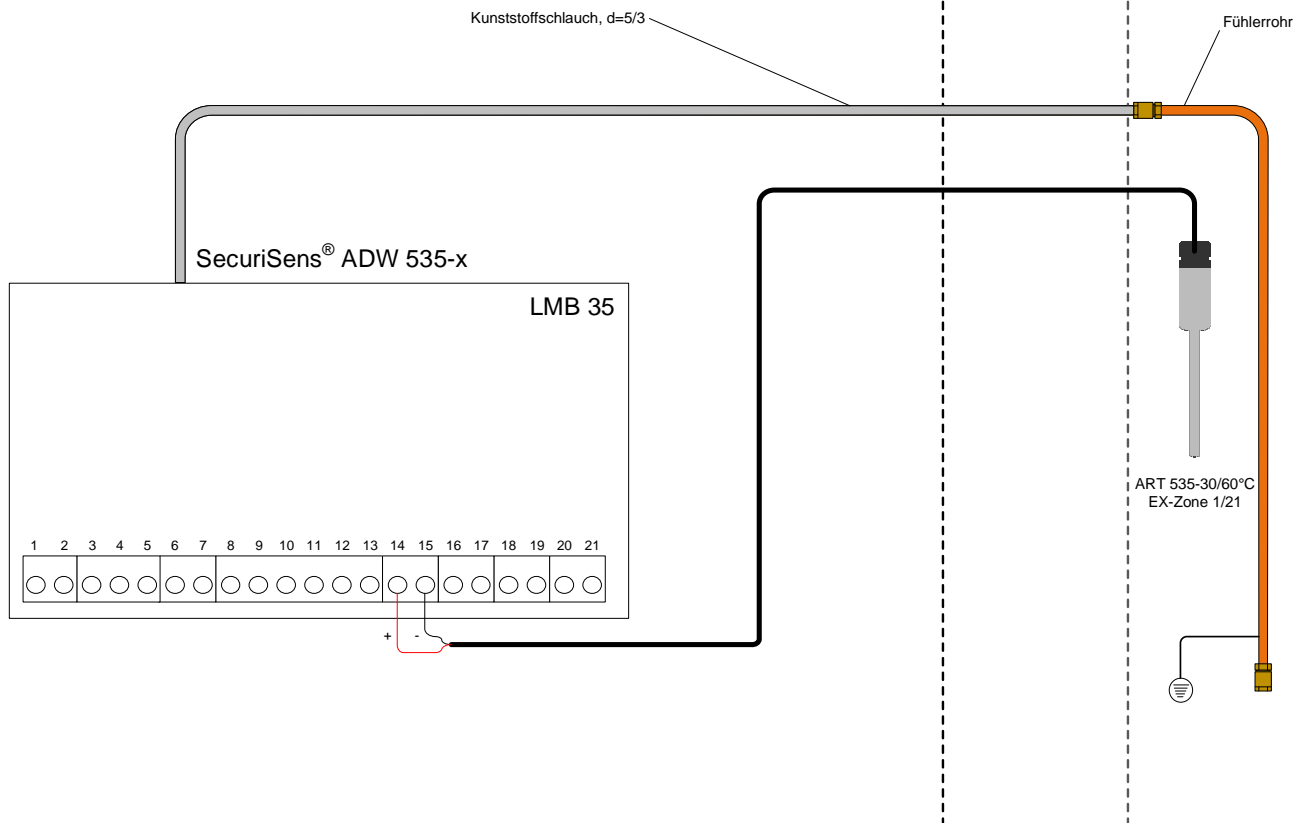 Kunststoffschlauch, d=5/3
Fühlerrohr
SecuriSens® ADW 535-x
LMB 35
ART 535-30/60°C
EX-Zone 1/21
1 2 3 4 5 6 7 8 9 10 11 12 13 14 15 16 17 18 19 20 21
+ -